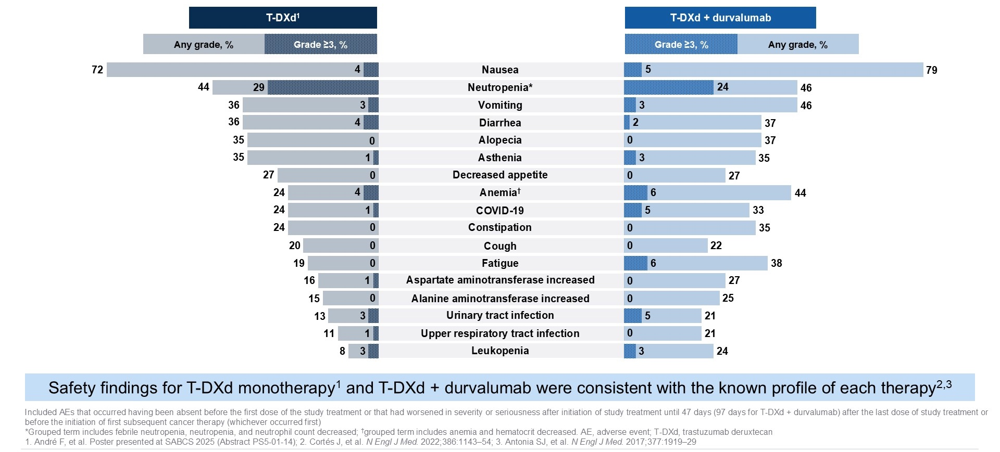 T-DXd¹
T-DXd + durvalumab
Any grade, % Grade ≥3, %
Grade ≥3, % Any grade, %
72 4 Nausea 5 79
44 29 Neutropenia* 24 46
36 3 Vomiting 3 46
36 4 Diarrhea 2 37
35 0 Alopecia 0 37
35 1 Asthenia 3 35
27 0 Decreased appetite 0 27
24 4 Anemia† 6 44
24 1 COVID-19 5 33
24 0 Constipation 0 35
20 0 Cough 0 22
19 0 Fatigue 6 38
16 1 Aspartate aminotransferase increased 0 27
15 0 Alanine aminotransferase increased 0 25
13 3 Urinary tract infection 5 21
11 1 Upper respiratory tract infection 0 21
8 3 Leukopenia 3 24
Safety findings for T-DXd monotherapy¹ and T-DXd + durvalumab were consistent with the known profile of each therapy²,³
Included AEs that occurred having been absent before the first dose of the study treatment or that had worsened in severity or seriousness after initiation of study treatment until 47 days (97 days for T-DXd + durvalumab) after the last dose of study treatment or
before the initiation of first subsequent cancer therapy (whichever occurred first)
*Grouped term includes febrile neutropenia, neutropenia, and neutrophil count decreased; †grouped term includes anemia and hematocrit decreased. AE, adverse event; T-DXd, trastuzumab deruxtecan
1. André F, et al. Poster presented at SABCS 2025 (Abstract PS5-01-14); 2. Cortés J, et al. N Engl J Med. 2022;386:1143–54; 3. Antonia SJ, et al. N Engl J Med. 2017;377:1919–29